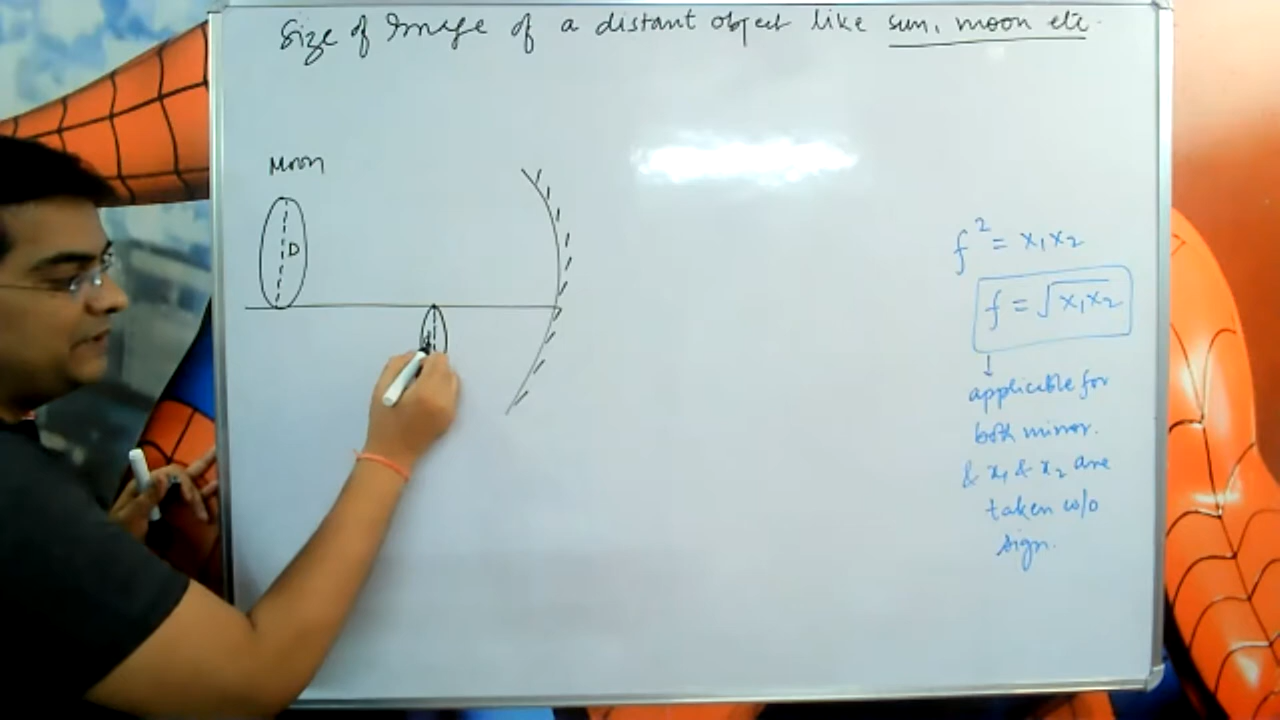 Size of Image of a distant object like sun, moon etc.
Moon
D
f² = x₁x₂
f = √x₁x₂
applicable for
both mirror.
& x₁ & x₂ are
taken w/o
sign.